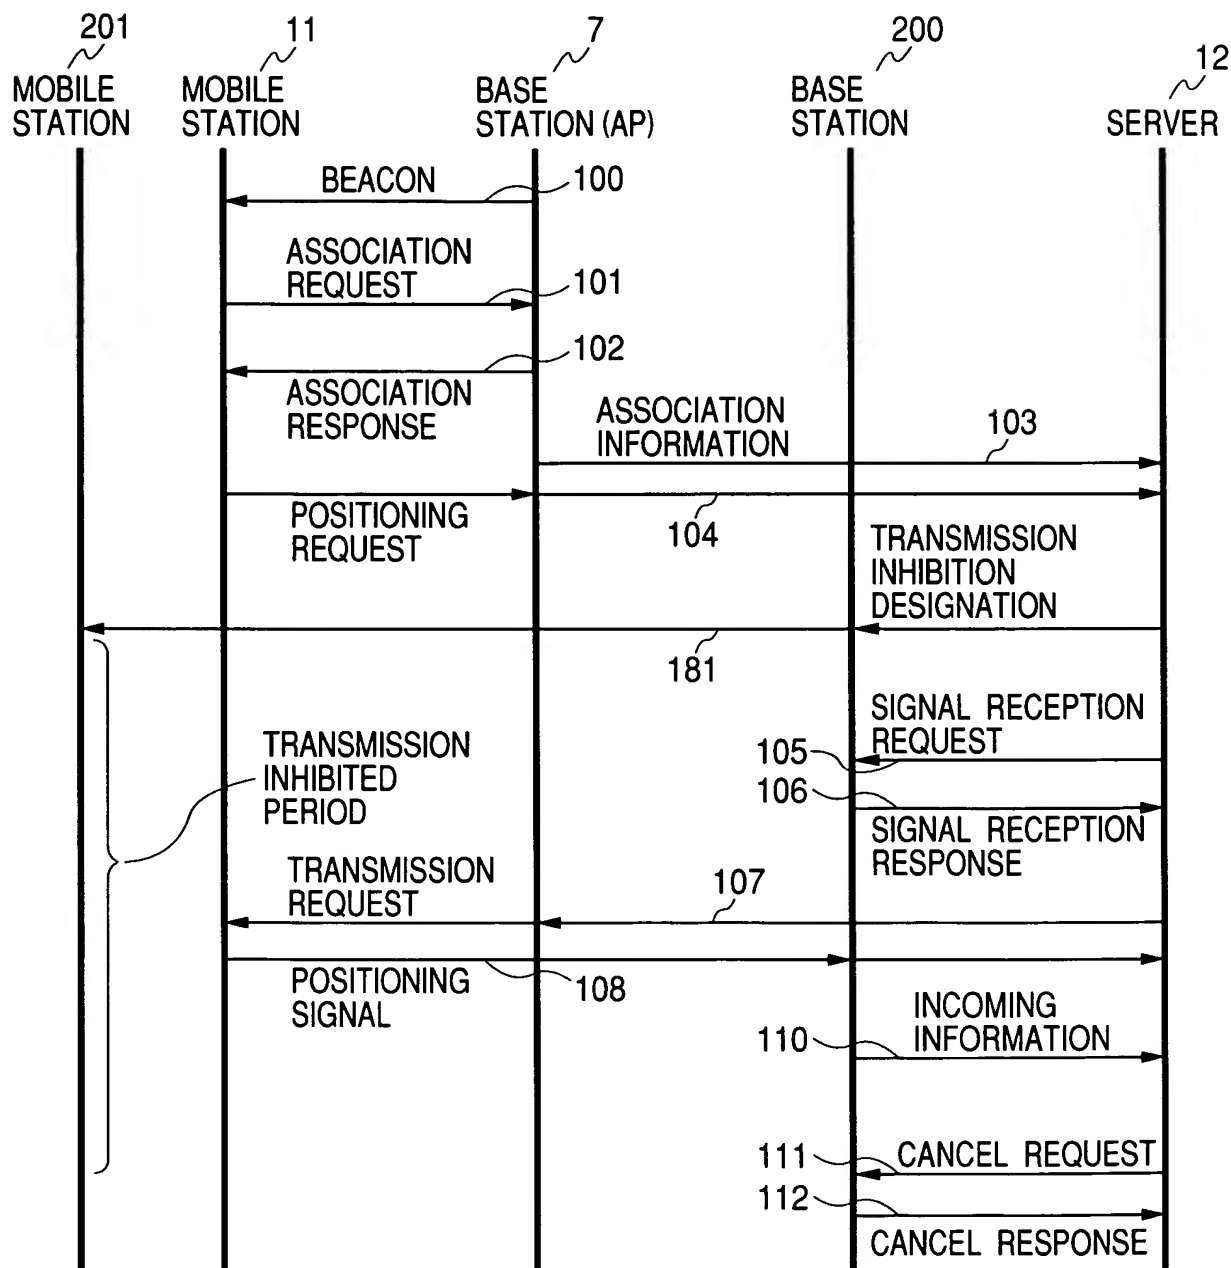 201
11
7
200
12
MOBILE
STATION
MOBILE
STATION
BASE
STATION (AP)
BASE
STATION
SERVER
BEACON
100
ASSOCIATION
REQUEST
101
102
ASSOCIATION
RESPONSE
ASSOCIATION
INFORMATION
103
POSITIONING
REQUEST
104
TRANSMISSION
INHIBITION
DESIGNATION
181
SIGNAL RECEPTION
REQUEST
105
TRANSMISSION
INHIBITED
PERIOD
106
SIGNAL RECEPTION
RESPONSE
TRANSMISSION
REQUEST
107
POSITIONING
SIGNAL
108
INCOMING
INFORMATION
110
111
CANCEL REQUEST
112
CANCEL RESPONSE